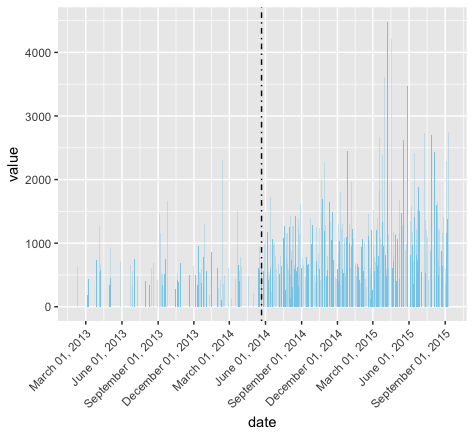 value
4000
3000
2000
1000
0
March 01, 2013
June 01, 2013
September 01, 2013
December 01, 2013
March 01, 2014
June 01, 2014
September 01, 2014
December 01, 2014
March 01, 2015
June 01, 2015
September 01, 2015
date